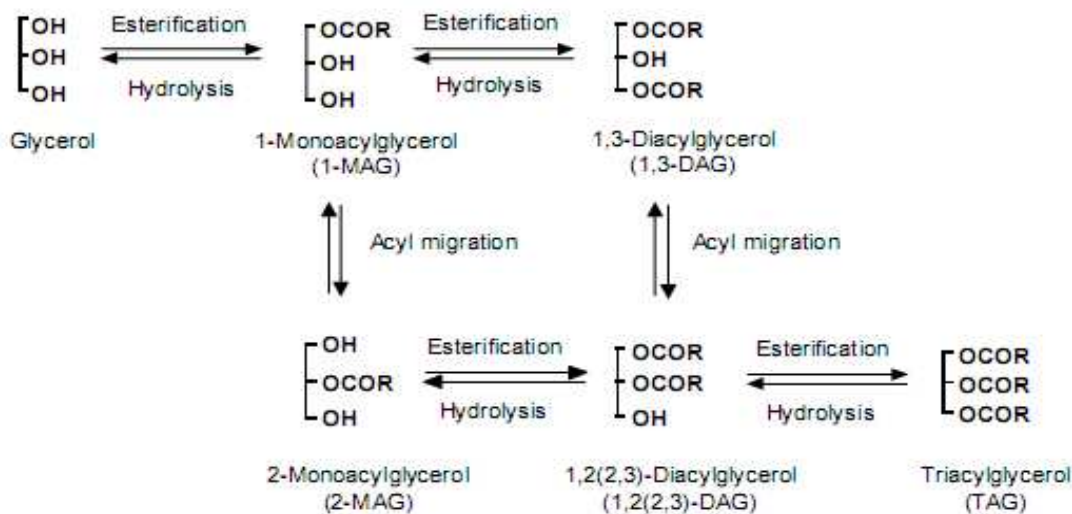 OH
OH
OH
Glycerol
Esterification
Hydrolysis
OCOR
OH
OH
1-Monoacylglycerol
(1-MAG)
Esterification
Hydrolysis
OCOR
OH
OCOR
1,3-Diacylglycerol
(1,3-DAG)
Acyl migration
Acyl migration
OH
OCOR
OH
2-Monoacylglycerol
(2-MAG)
Esterification
Hydrolysis
OCOR
OCOR
OH
1,2(2,3)-Diacylglycerol
(1,2(2,3)-DAG)
Esterification
Hydrolysis
OCOR
OCOR
OCOR
Triacylglycerol
(TAG)